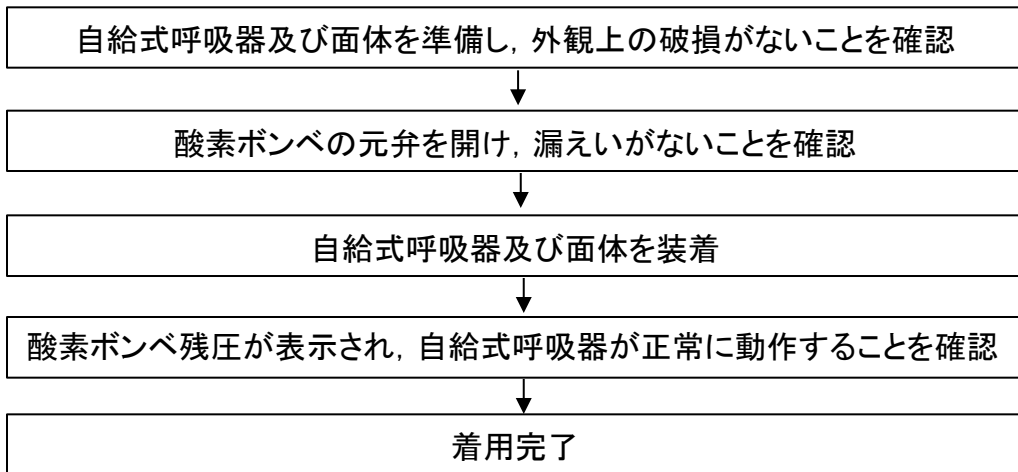 自給式呼吸器及び面体を準備し，外観上の破損がないことを確認
酸素ボンベの元弁を開け，漏えいがないことを確認
自給式呼吸器及び面体を装着
酸素ボンベ残圧が表示され，自給式呼吸器が正常に動作することを確認
着用完了